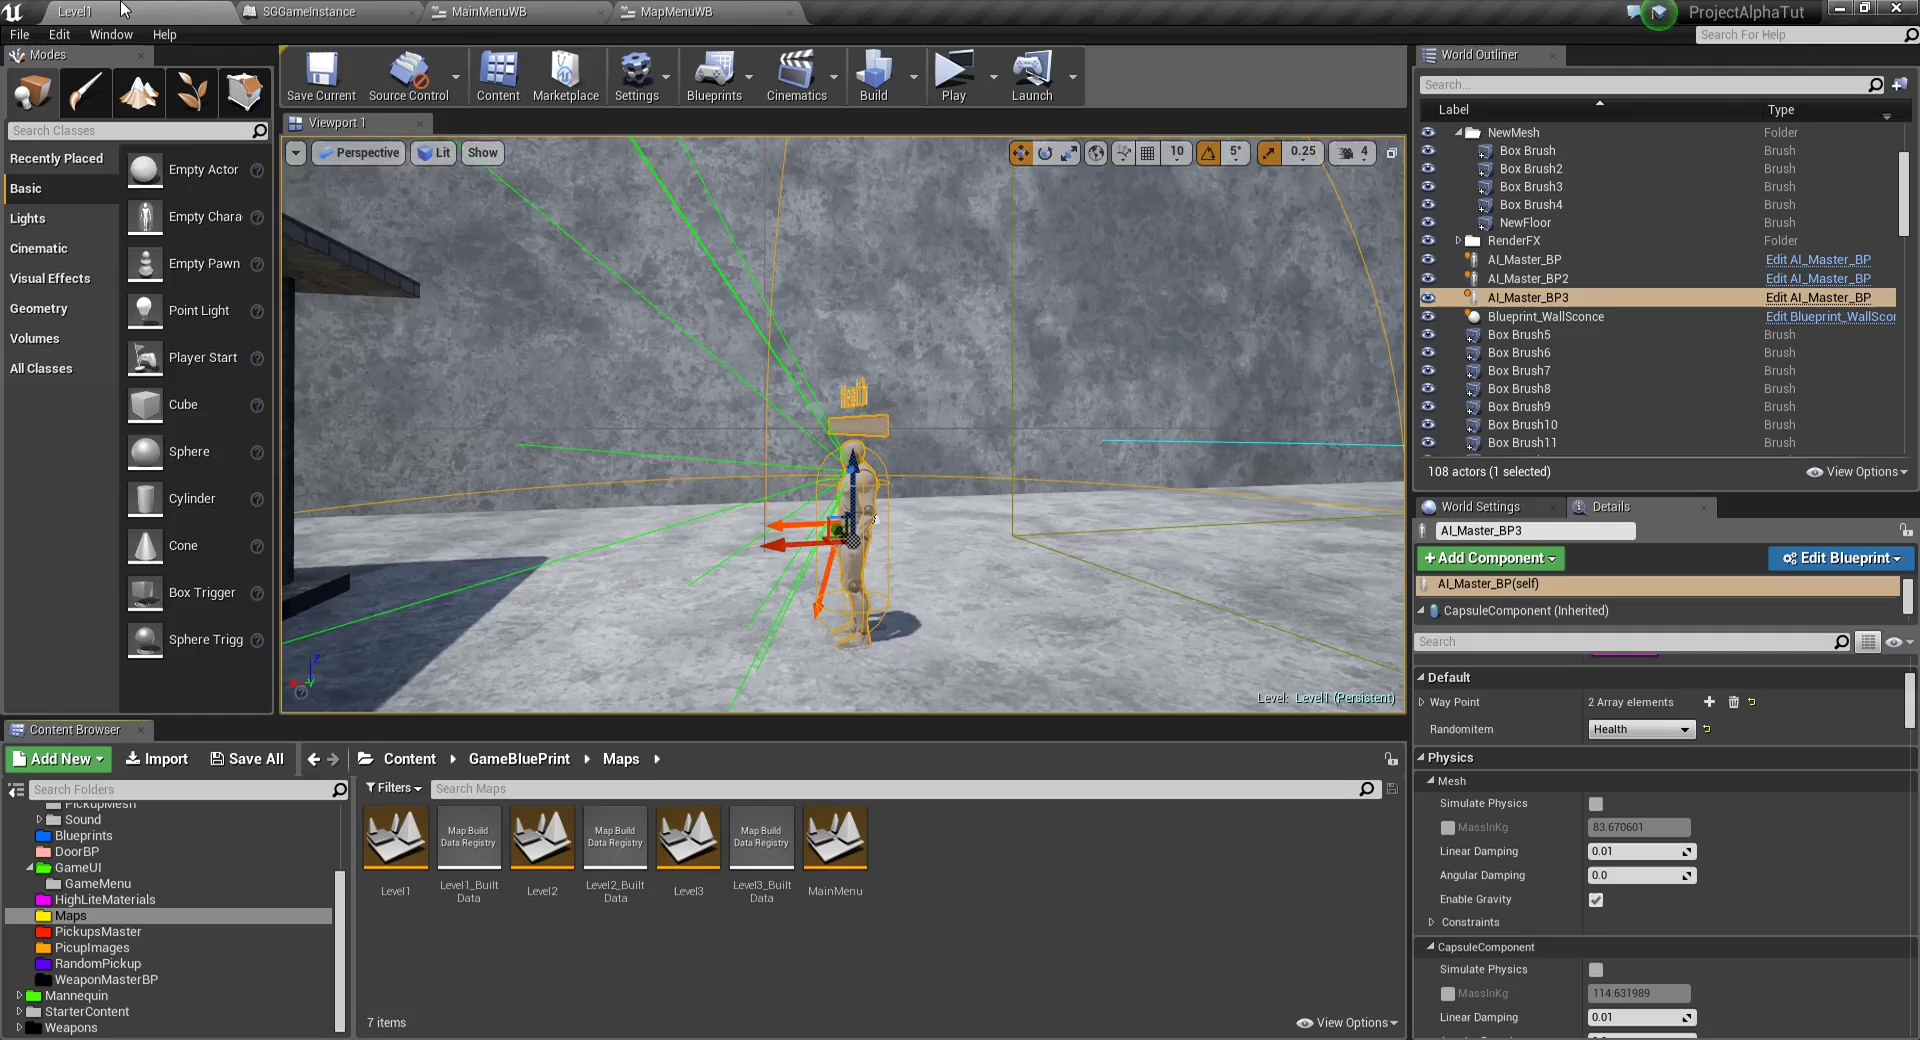 Level1
SGGameInstance
MainMenuWB
MapMenuWB
ProjectAlphaTut
File Edit Window Help
Search For Help
Modes
Search Classes
Recently Placed
Basic
Lights
Cinematic
Visual Effects
Geometry
Volumes
All Classes
Empty Actor
Empty Chara
Empty Pawn
Point Light
Player Start
Cube
Sphere
Cylinder
Cone
Box Trigger
Sphere Trigg
Save Current
Source Control
Content
Marketplace
Settings
Blueprints
Cinematics
Build
Play
Launch
Viewport 1
Perspective
Lit
Show
10
5°
0.25
4
Z
Level: Level1 (Persistent)
World Outliner
Search...
Label Type
NewMesh Folder
Box Brush Brush
Box Brush2 Brush
Box Brush3 Brush
Box Brush4 Brush
NewFloor Brush
RenderFX Folder
AI_Master_BP Edit AI_Master_BP
AI_Master_BP2 Edit AI_Master_BP
AI_Master_BP3 Edit AI_Master_BP
Blueprint_WallSconce Edit Blueprint_WallScor
Box Brush5 Brush
Box Brush6 Brush
Box Brush7 Brush
Box Brush8 Brush
Box Brush9 Brush
Box Brush10 Brush
Box Brush11 Brush
108 actors (1 selected)
View Options
World Settings
Details
AI_Master_BP3
+Add Component
Edit Blueprint
AI_Master_BP(self)
CapsuleComponent (Inherited)
Search
Default
Way Point 2 Array elements
Randomitem Health
Physics
Mesh
Simulate Physics
MassInKg 83.670601
Linear Damping 0.01
Angular Damping 0.0
Enable Gravity
Constraints
CapsuleComponent
Simulate Physics
MassInKg 114.631989
Linear Damping 0.01
Content Browser
Add New
Import
Save All
Content
GameBluePrint
Maps
Search Folders
PickupMesh
Sound
Blueprints
DoorBP
GameUI
GameMenu
HighLiteMaterials
Maps
PickupsMaster
PicupImages
RandomPickup
WeaponMasterBP
Mannequin
StarterContent
Weapons
Filters
Search Maps
Map Build
Data Registry
Map Build
Data Registry
Map Build
Data Registry
Level1
Level1_Built
Data
Level2
Level2_Built
Data
Level3
Level3_Built
Data
MainMenu
7 items
View Options